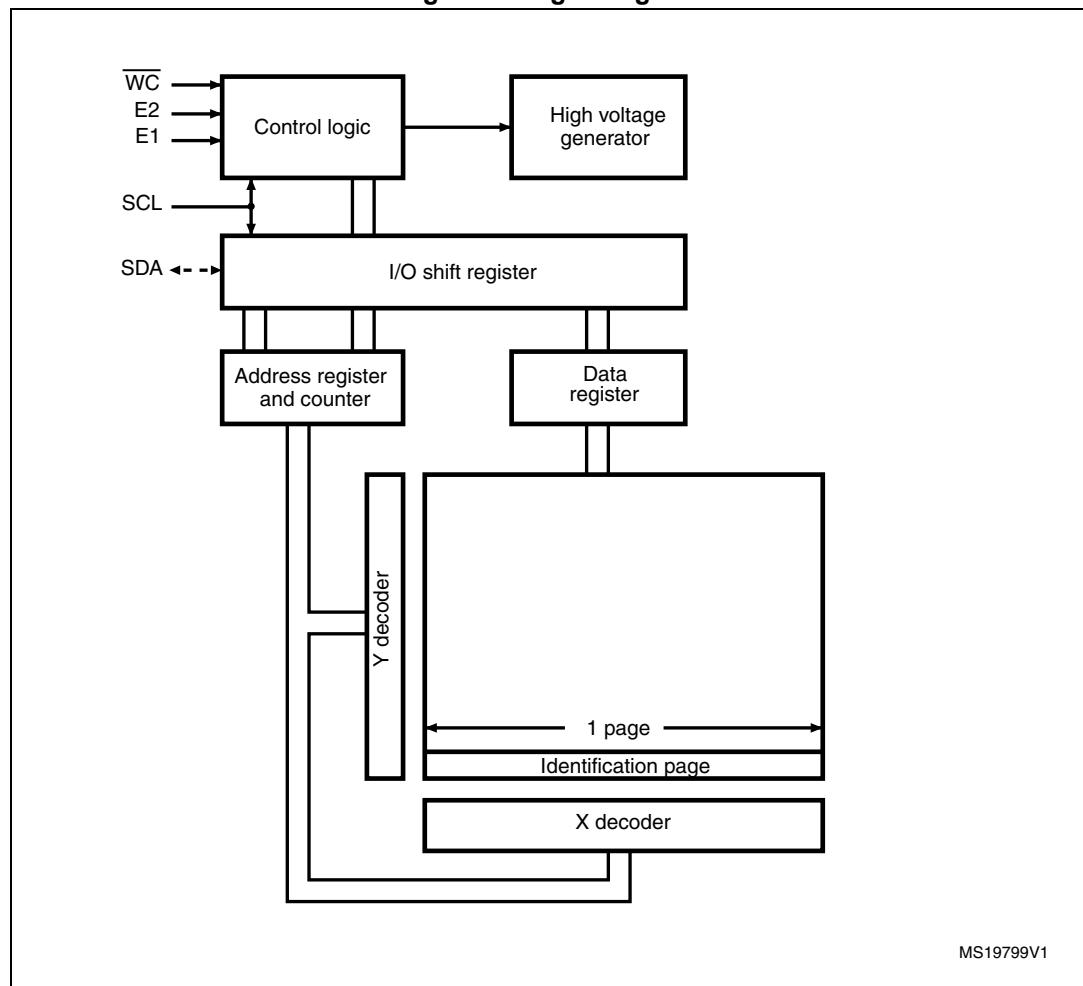 WC
E2
E1
SCL
SDA
Control logic
High voltage
generator
I/O shift register
Address register
and counter
Data
register
Y decoder
1 page
Identification page
X decoder
MS19799V1